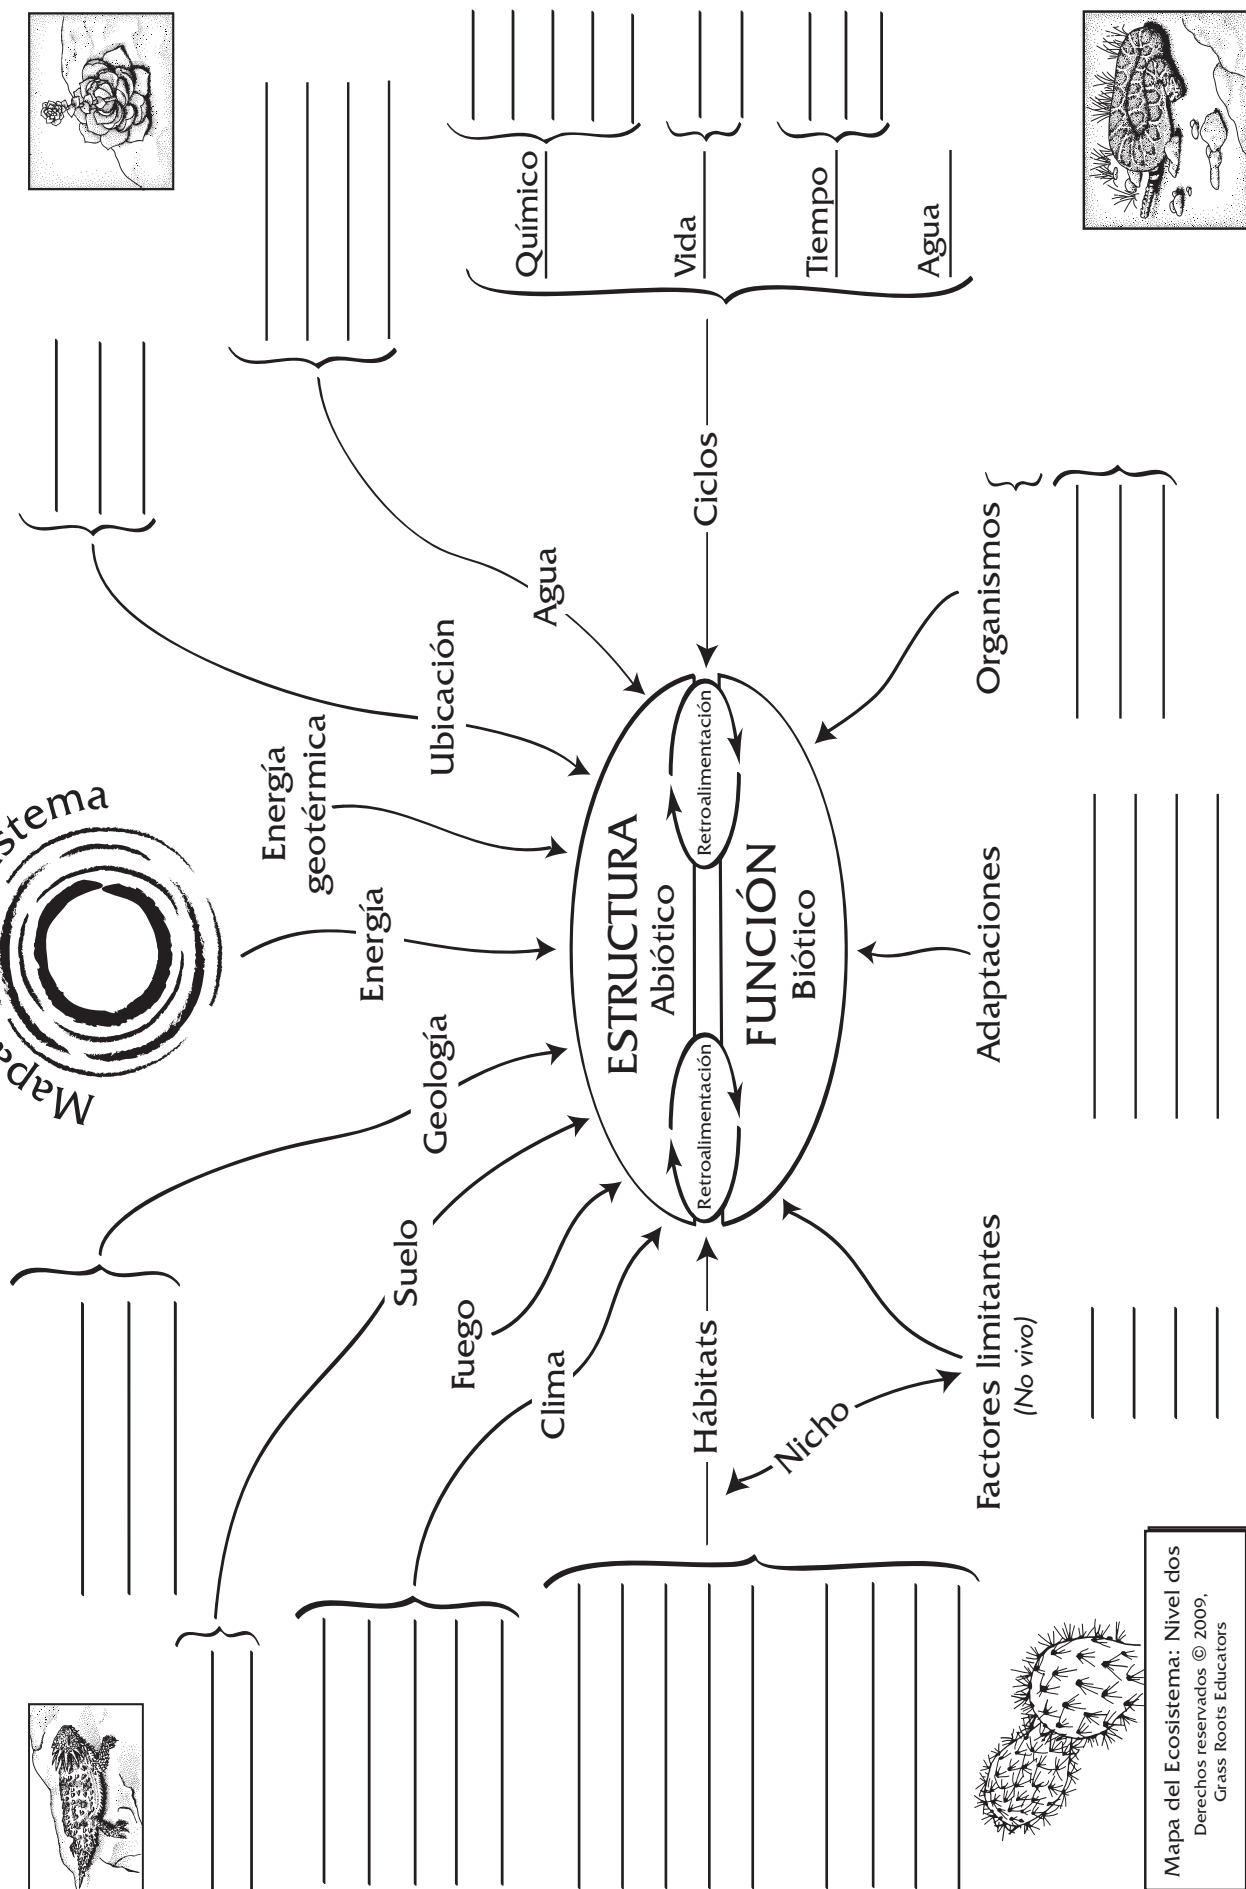 Mapa
stema
Energía
geotérmica
Energía
Geología
Ubicación
Suelo
Fuego
Clima
Agua
ESTRUCTURA
Abiótico
Retroalimentación
Retroalimentación
FUNCIÓN
Biótico
Hábitats
Ciclos
Químico
Vida
Tiempo
Agua
Nicho
Factores limitantes
(No vivo)
Adaptaciones
Organismos
Mapa del Ecosistema: Nivel dos
Derechos reservados © 2009,
Grass Roots Educators